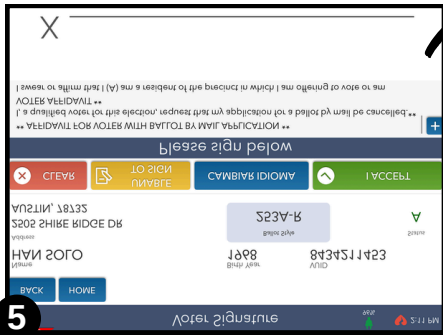 Voter Signature 98% 2:11 PM
BACK HOME
Name Birth Year VUID
HAN SOLO 1968 8434211453
Address Ballot Style Status
2505 SHIRE RIDGE DR 253A-R A
AUSTIN, 78732
CLEAR UNABLE TO SIGN CAMBIAR IDIOMA I ACCEPT
Please sign below
** AFFIDAVIT FOR VOTER WITH BALLOT BY MAIL APPLICATION **
I, a qualified voter for this election, request that my application for a ballot by mail be cancelled.**
VOTER AFFIDAVIT **
I swear or affirm that I (A) am a resident of the precinct in which I am offering to vote or am
+
X
5